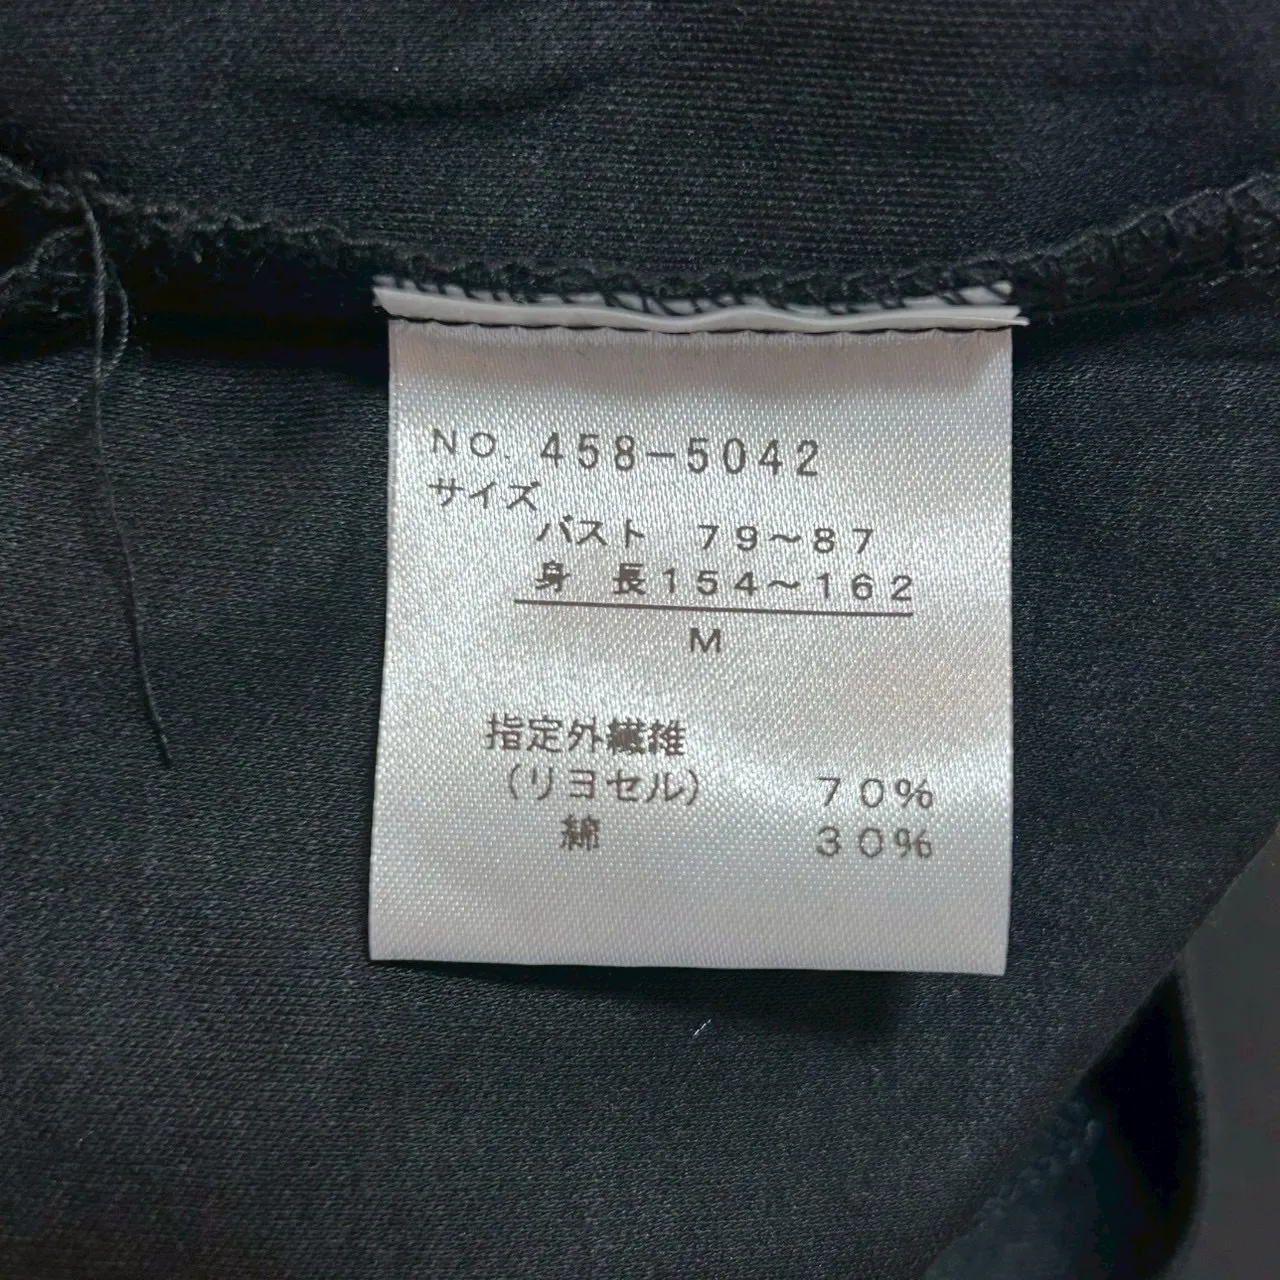 NO. 458-5042
サイズ
バスト 79～87
身 長154～162
M
指定外繊維
（リヨセル） 70%
綿 30%